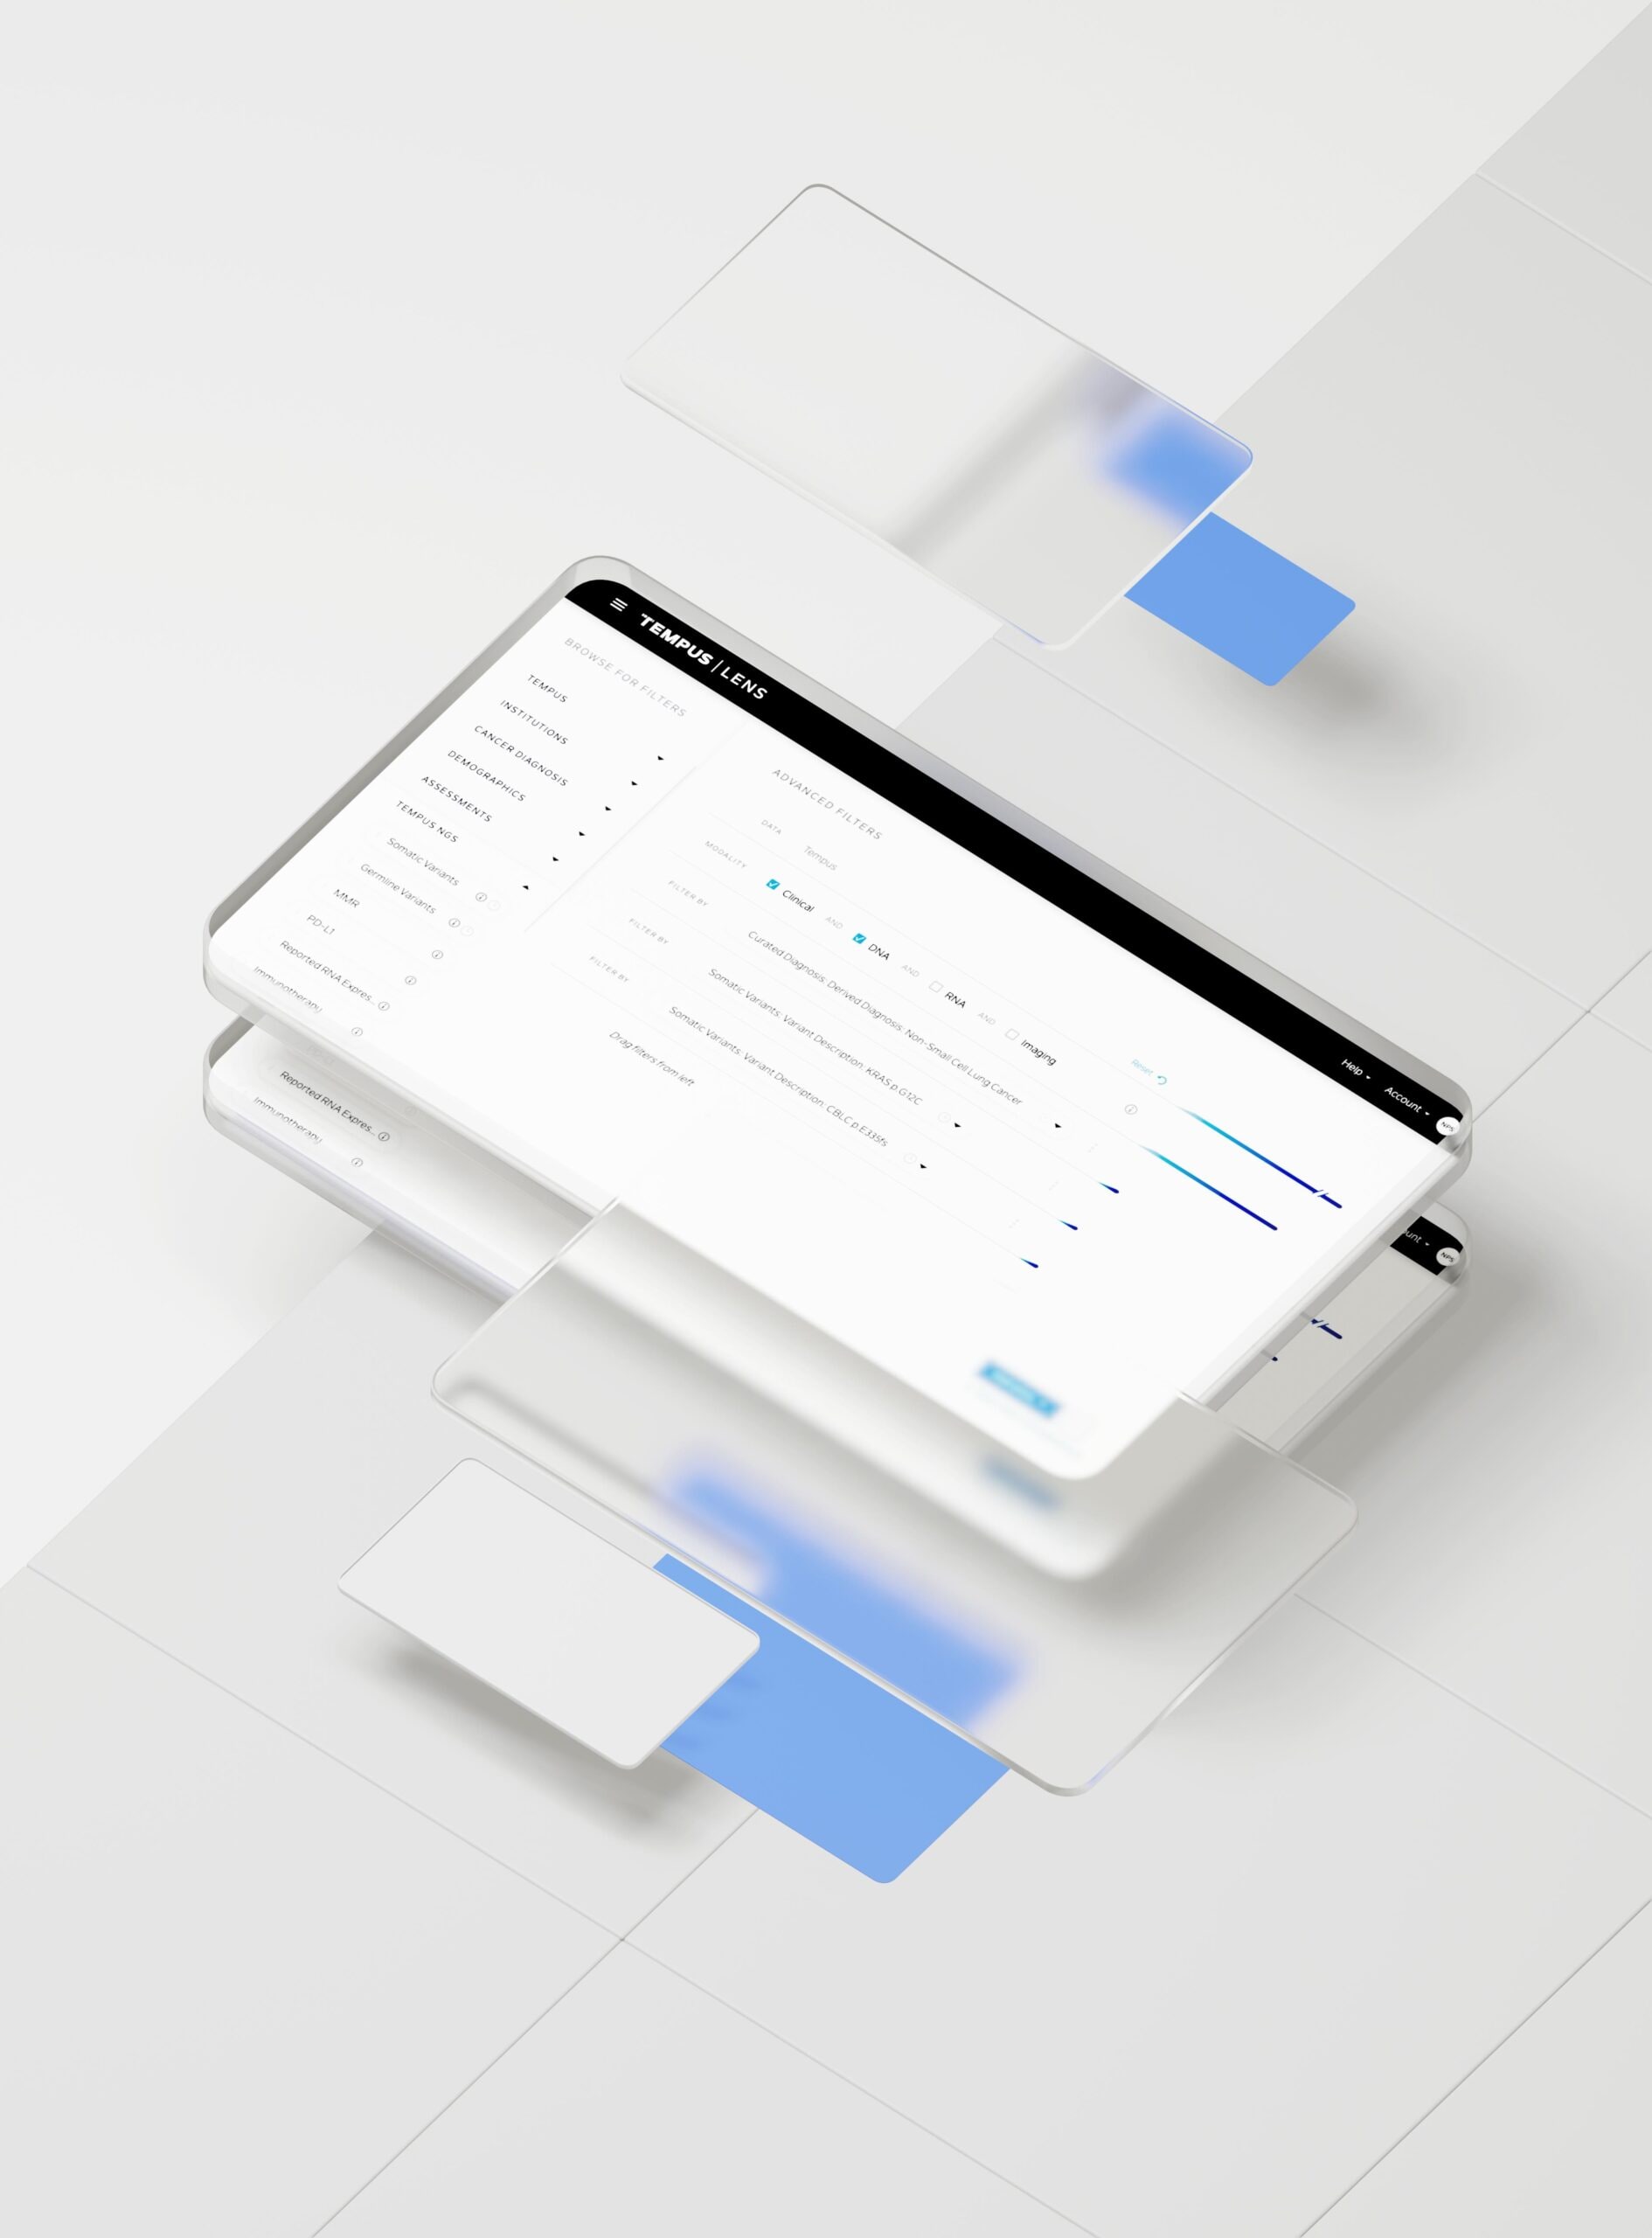 TEMPUS | LENS
Help
Account
NPS
BROWSE FOR FILTERS
TEMPUS
INSTITUTIONS
CANCER DIAGNOSIS
DEMOGRAPHICS
ASSESSMENTS
TEMPUS NGS
Somatic Variants
Germline Variants
MMR
PD-L1
Reported RNA Expres...
Immunotherapy
ADVANCED FILTERS
DATA Tempus
MODALITY Clinical AND DNA AND RNA AND Imaging
Reset
FILTER BY Curated Diagnosis: Derived Diagnosis: Non-Small Cell Lung Cancer
FILTER BY Somatic Variants: Variant Description: KRAS p.G12C
FILTER BY Somatic Variants: Variant Description: CBLC p.E335fs
Drag filters from left
Reported RNA Expres...
Immunotherapy
ount
NPS